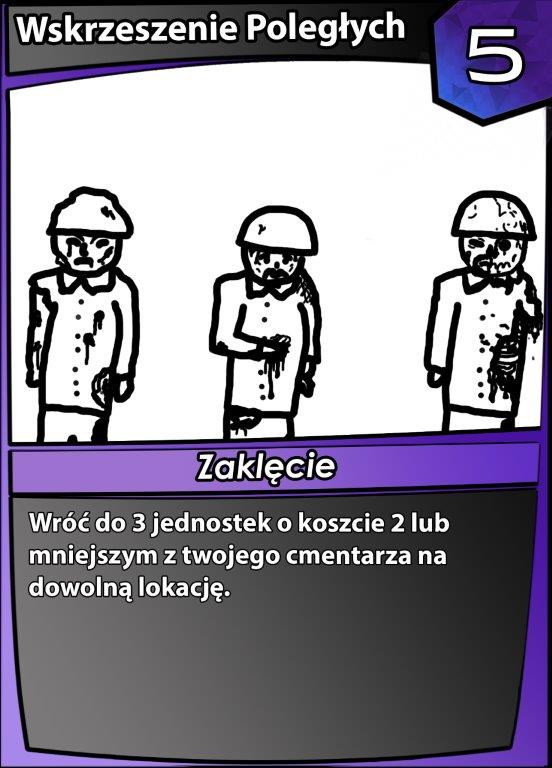 Wskrzeszenie Poległych
5
Zaklęcie
Wróć do 3 jednostek o koszcie 2 lub
mniejszym z twojego cmentarza na
dowolną lokację.